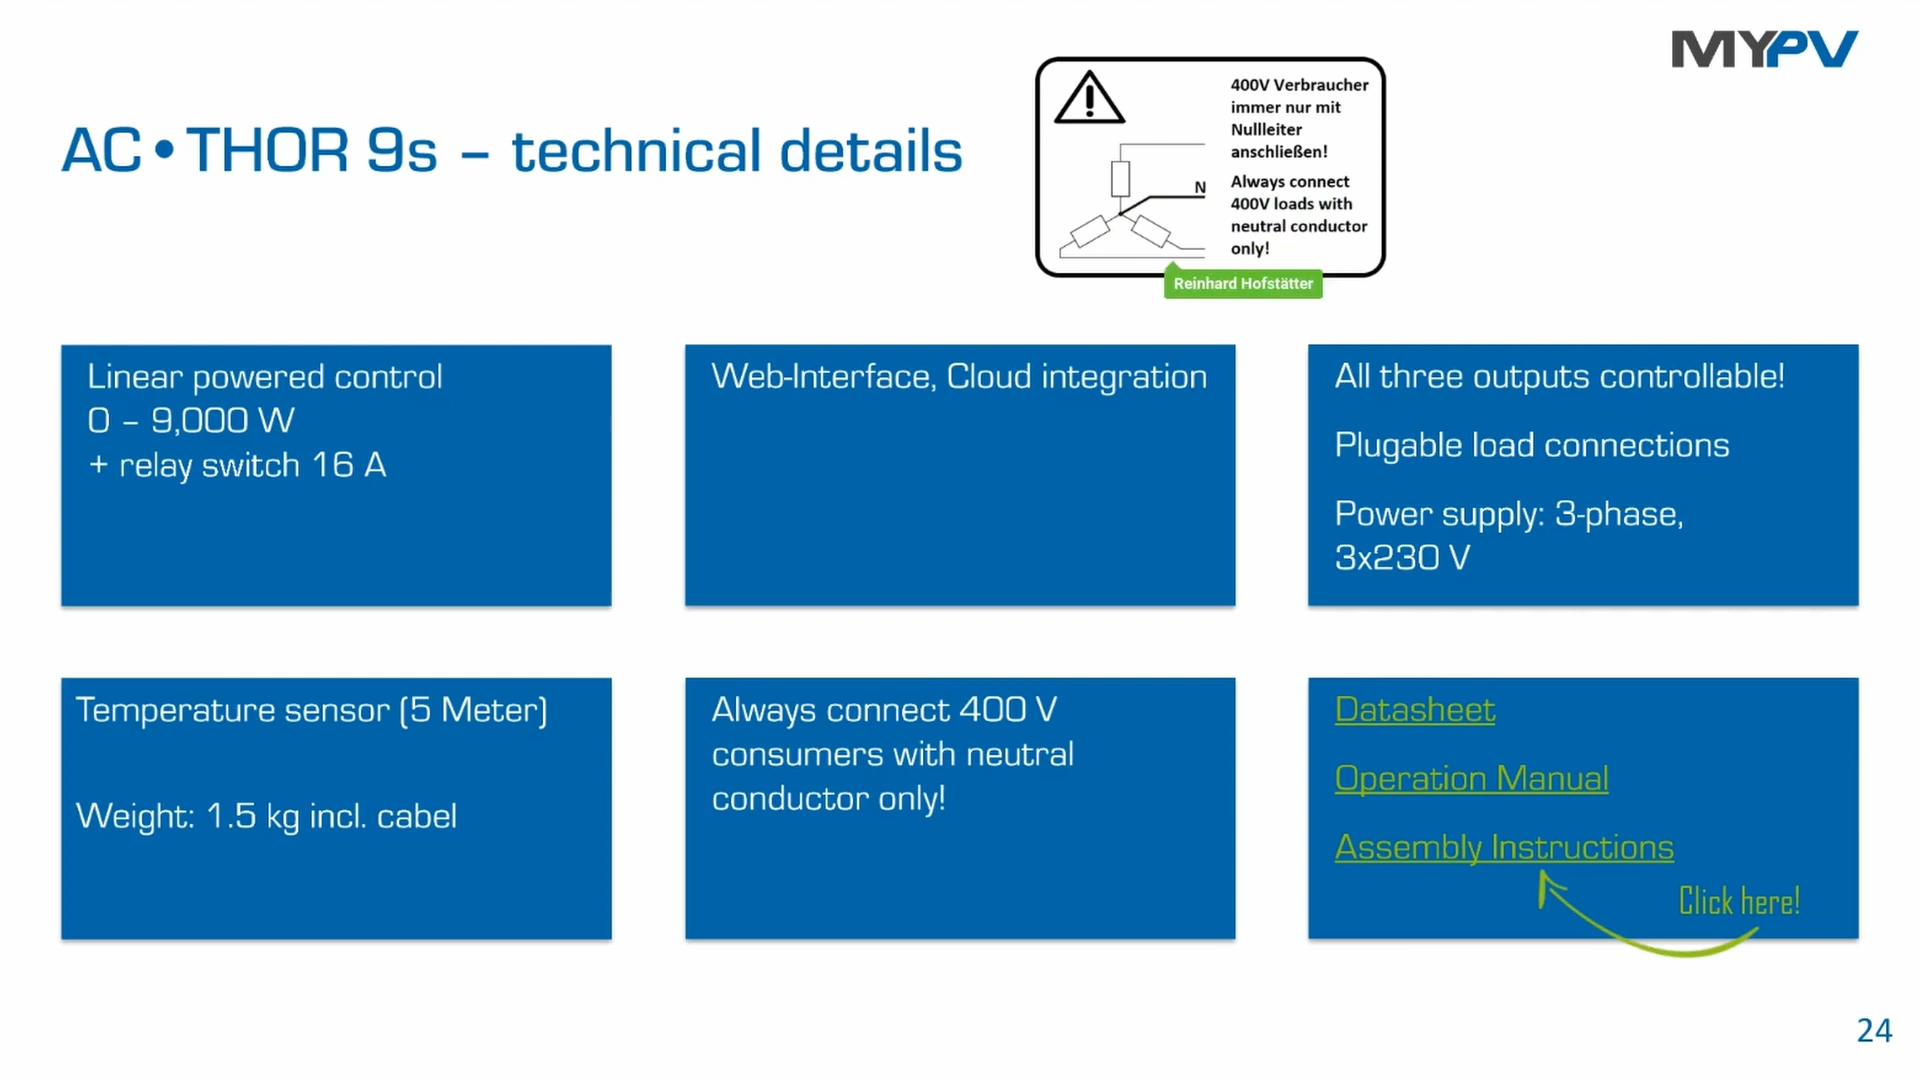 MYPV
AC•THOR 9s – technical details
400V Verbraucher
immer nur mit
Nullleiter
anschließen!
N
Always connect
400V loads with
neutral conductor
only!
Reinhard Hofstätter
Linear powered control
0 – 9,000 W
+ relay switch 16 A
Web-Interface, Cloud integration
All three outputs controllable!
Plugable load connections
Power supply: 3-phase,
3x230 V
Temperature sensor (5 Meter)
Weight: 1.5 kg incl. cabel
Always connect 400 V
consumers with neutral
conductor only!
Datasheet
Operation Manual
Assembly Instructions
Click here!
24